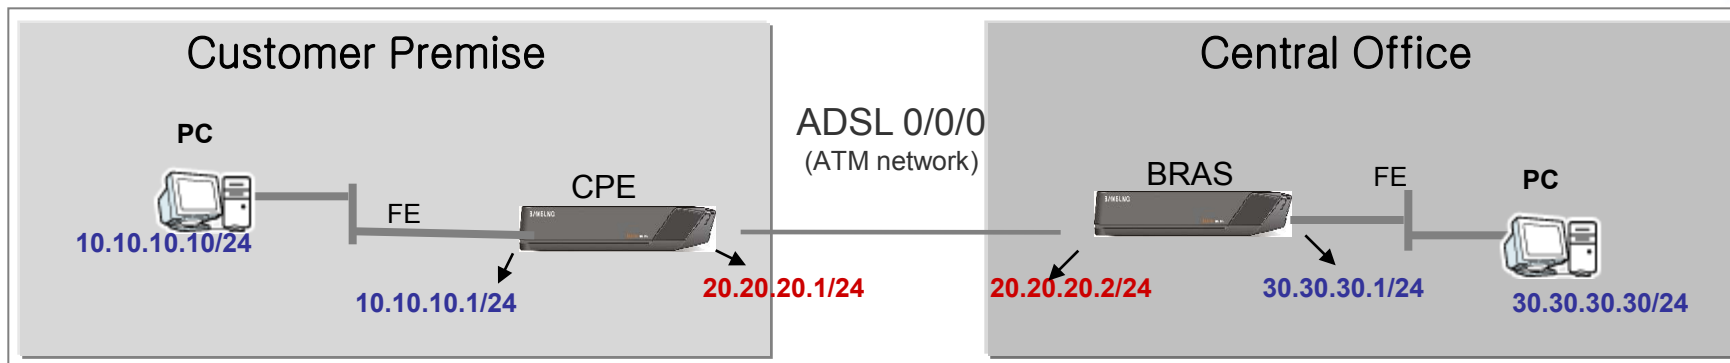 Customer Premise
Central Office
ADSL 0/0/0
(ATM network)
PC
CPE
BRAS
FE
PC
FE
10.10.10.10/24
10.10.10.1/24
20.20.20.1/24
20.20.20.2/24
30.30.30.1/24
30.30.30.30/24